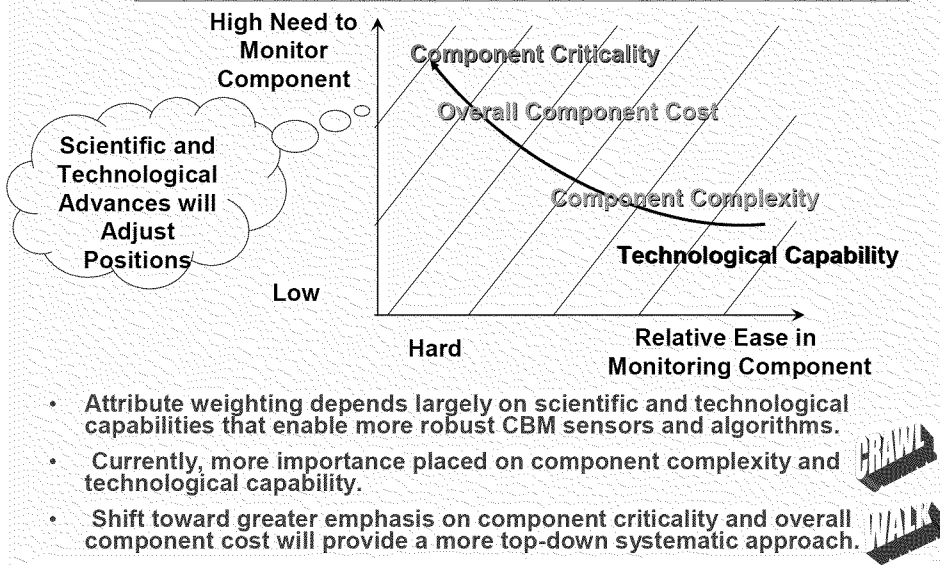 High Need to
Monitor
Component
Component Criticality
Overall Component Cost
Scientific and
Technological
Advances will
Adjust
Positions
Component Complexity
Technological Capability
Low
Hard
Relative Ease in
Monitoring Component
• Attribute weighting depends largely on scientific and technological
capabilities that enable more robust CBM sensors and algorithms.
CRAWL
• Currently, more importance placed on component complexity and
technological capability.
• Shift toward greater emphasis on component criticality and overall
component cost will provide a more top-down systematic approach.
WALK